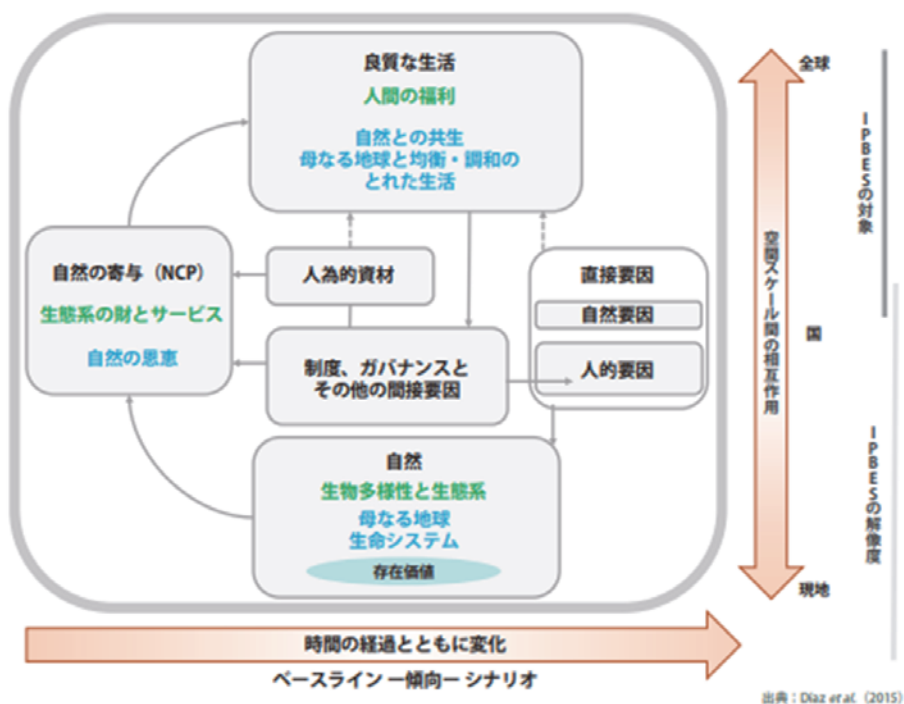 良質な生活
人間の福利
自然との共生
母なる地球と均衡・調和の
とれた生活
自然の寄与（NCP）
生態系の財とサービス
自然の恩恵
人為的資材
制度、ガバナンスと
その他の間接要因
直接要因
自然要因
人的要因
自然
生物多様性と生態系
母なる地球
生命システム
存在価値
全球
国
現地
空間スケール間の相互作用
IPBESの対象
IPBESの解像度
時間の経過とともに変化
ベースライン ー傾向ー シナリオ
出典：Díaz et al.（2015）